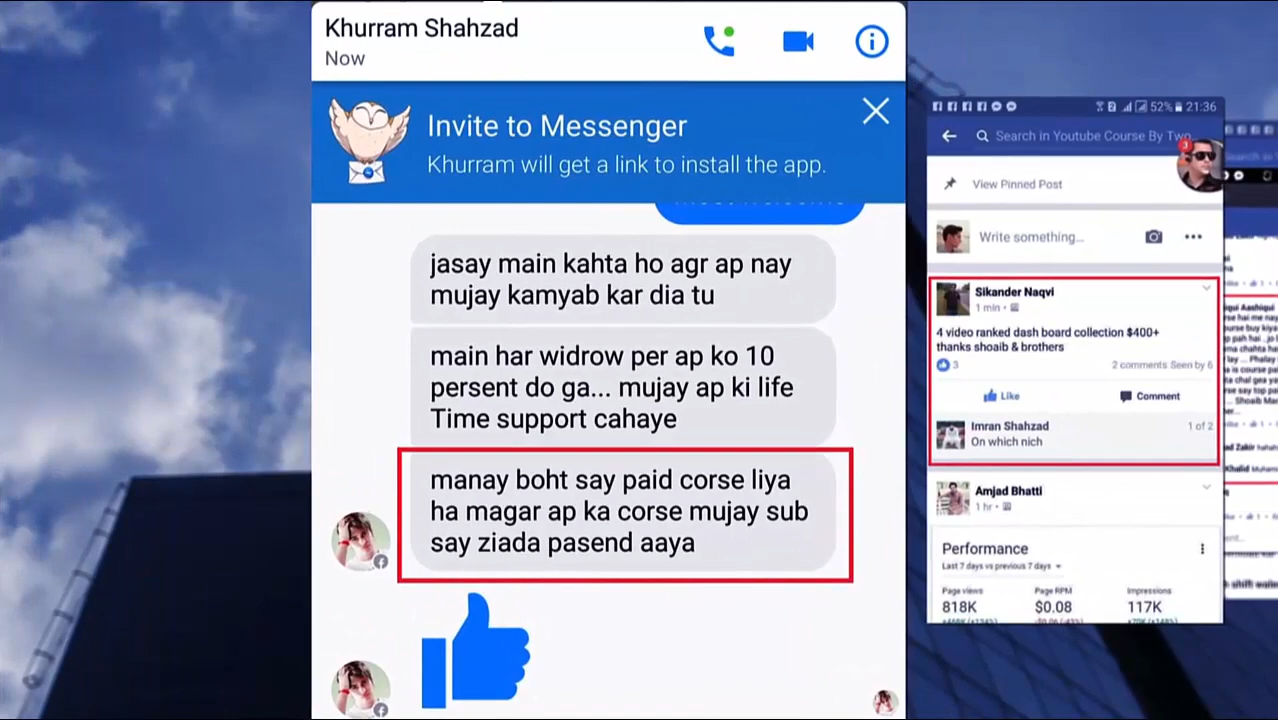 Khurram Shahzad
Now
Invite to Messenger
Khurram will get a link to install the app.
jasay main kahta ho agr ap nay
mujay kamyab kar dia tu
main har widrow per ap ko 10
persent do ga... mujay ap ki life
Time support cahaye
manay boht say paid corse liya
ha magar ap ka corse mujay sub
say ziada pasend aaya
52% 21:36
Search in Youtube Course By Two...
3
View Pinned Post
Write something...
Sikander Naqvi
1 min
4 video ranked dash board collection $400+
thanks shoaib & brothers
3
2 comments Seen by 6
Like Comment
Imran Shahzad 1 of 2
On which nich
Amjad Bhatti
1 hr
Performance
Last 7 days vs previous 7 days
Page views Page RPM Impressions
818K $0.08 117K